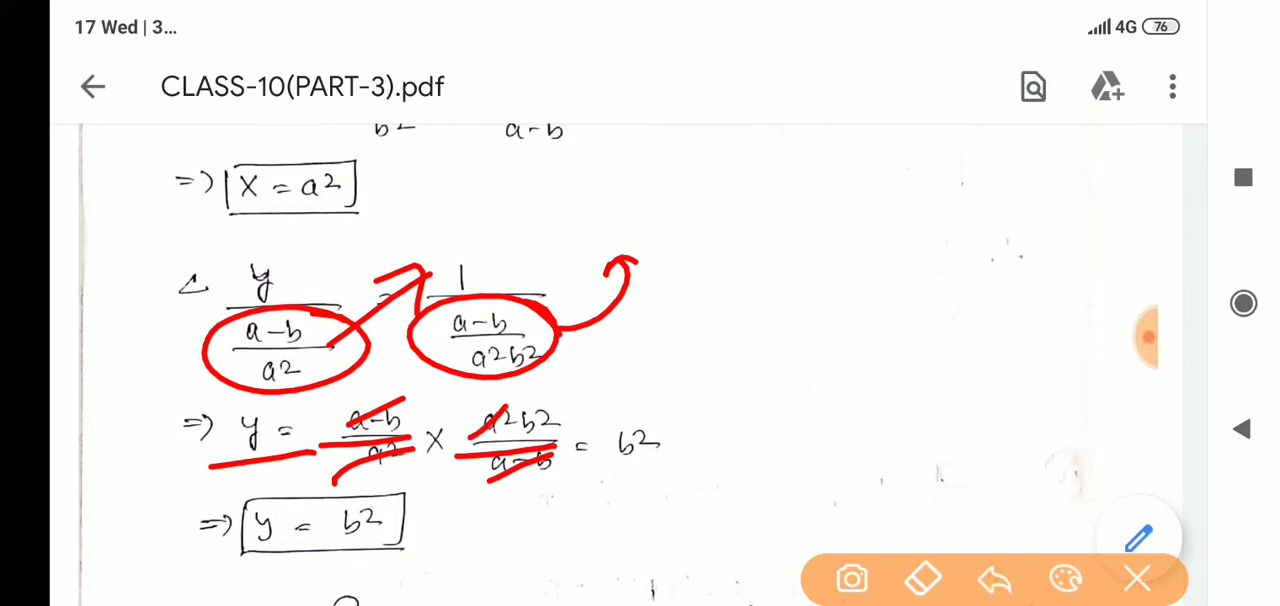 17 Wed | 3... 4G 76
CLASS-10(PART-3).pdf
b2 a-b
=> x = a2
y / (a-b / a2) = 1 / (a-b / a2b2)
=> y = a-b / a2 × a2b2 / a-b = b2
=> y = b2